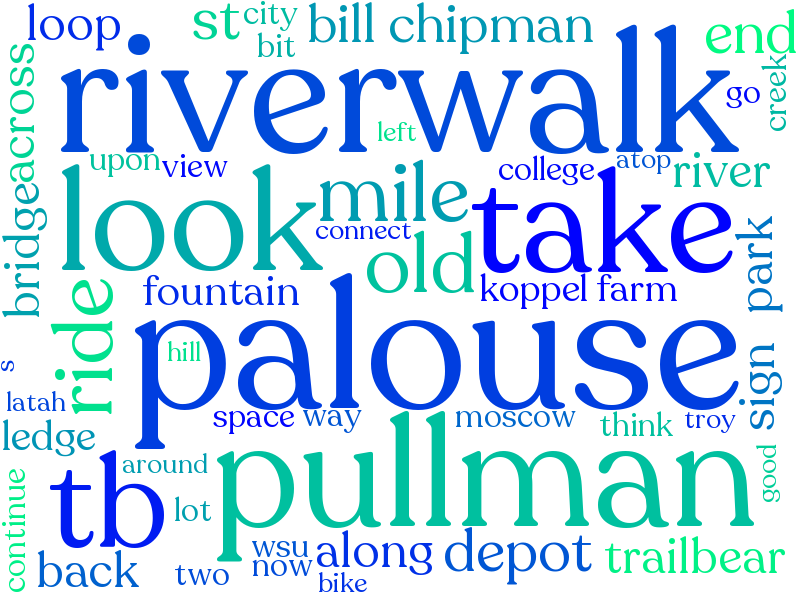 loop
st
city
bit
bill chipman
end
riverwalk
across
left
go
creek
upon
view
look
mile
connect
college
atop
river
take
bridge
old
park
fountain
koppel farm
ride
palouse
hill
s
latah
ledge
space
way
moscow
think
troy
sign
tb
around
pullman
good
lot
continue
back
two
wsu
now
bike
along
depot
trailbear